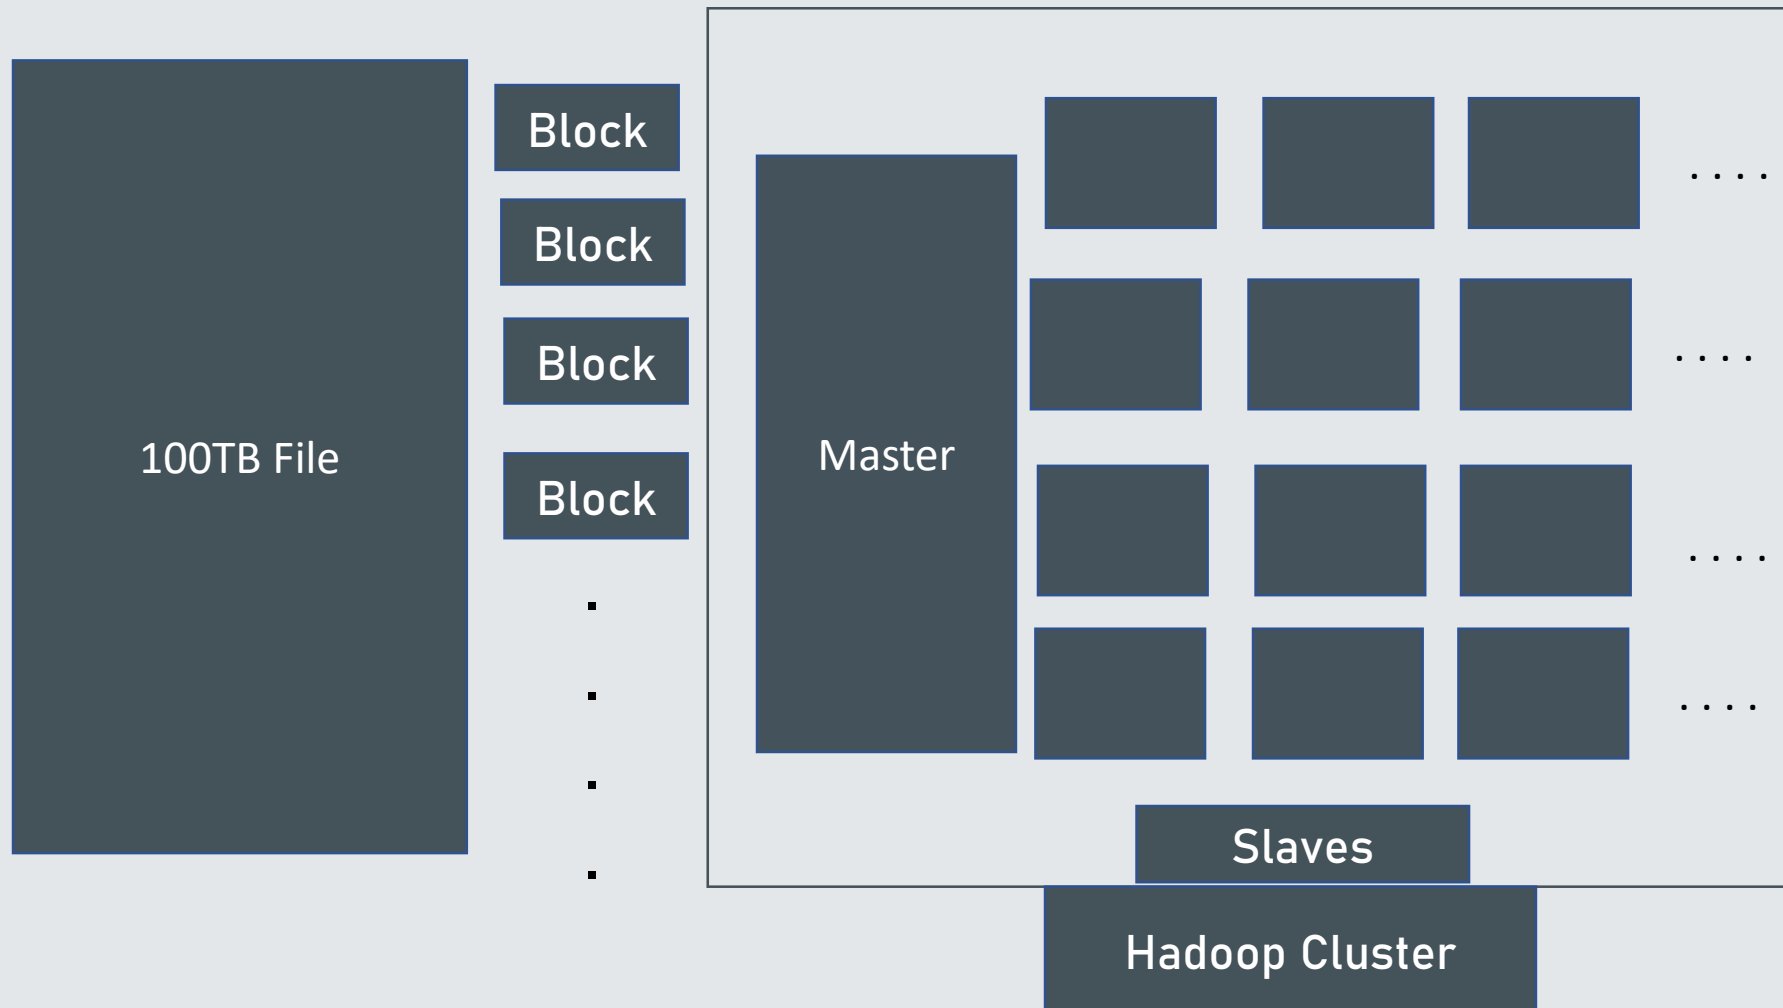 100TB File
Block
Block
Block
Block
.
.
.
.
Master
. . . .
. . . .
. . . .
. . . .
Slaves
Hadoop Cluster